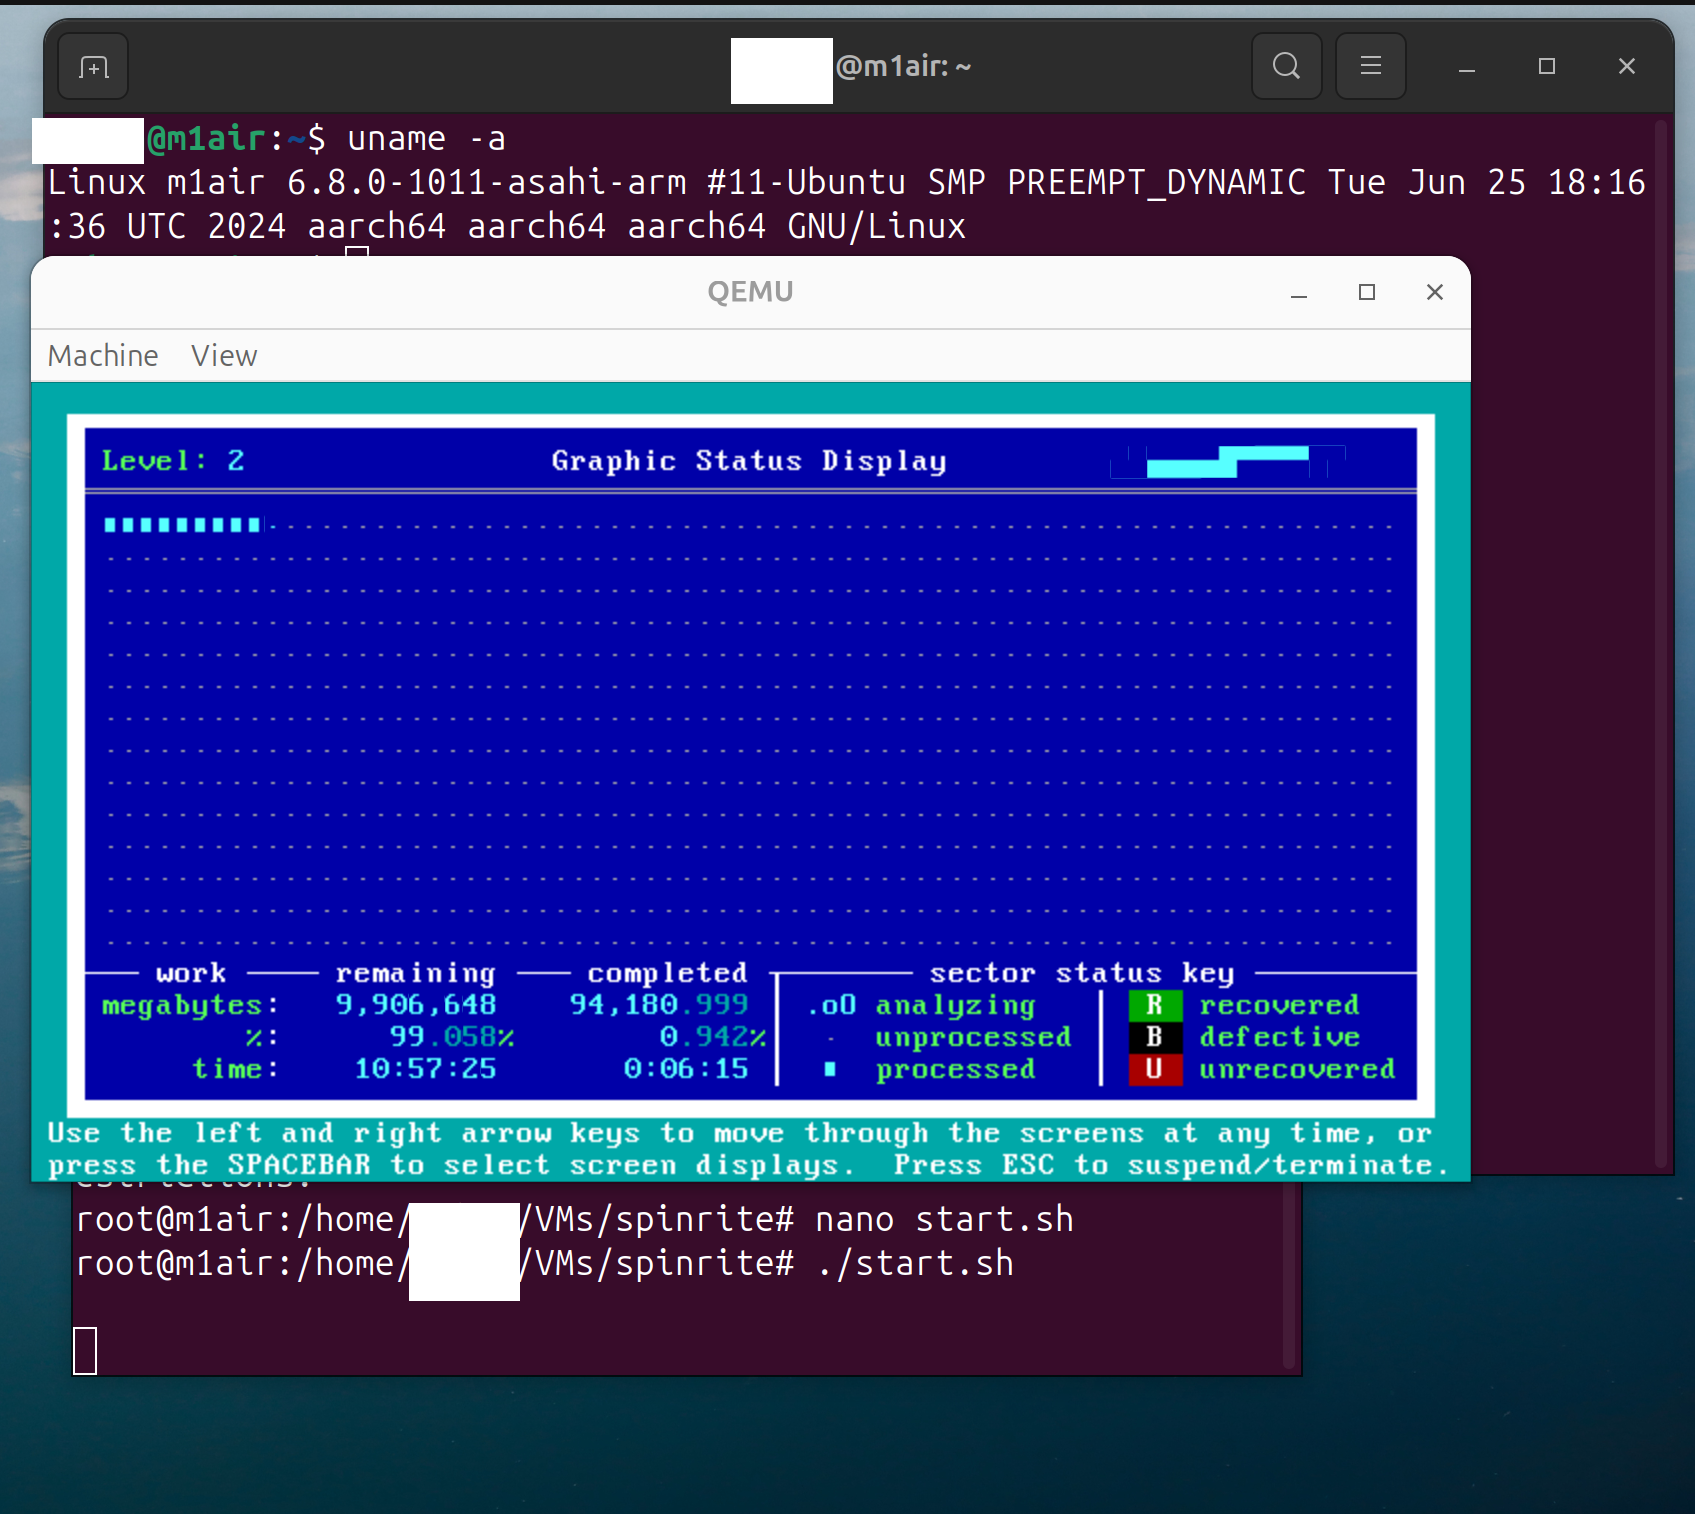 @m1air: ~
@m1air:~$ uname -a
Linux m1air 6.8.0-1011-asahi-arm #11-Ubuntu SMP PREEMPT_DYNAMIC Tue Jun 25 18:16
:36 UTC 2024 aarch64 aarch64 aarch64 GNU/Linux
QEMU
Machine View
Level: 2 Graphic Status Display
work remaining completed sector status key
megabytes: 9,906,648 94,180.999 .oO analyzing R recovered
%: 99.058% 0.942% - unprocessed B defective
time: 10:57:25 0:06:15 processed U unrecovered
Use the left and right arrow keys to move through the screens at any time, or
press the SPACEBAR to select screen displays. Press ESC to suspend/terminate.
root@m1air:/home/ /VMs/spinrite# nano start.sh
root@m1air:/home/ /VMs/spinrite# ./start.sh